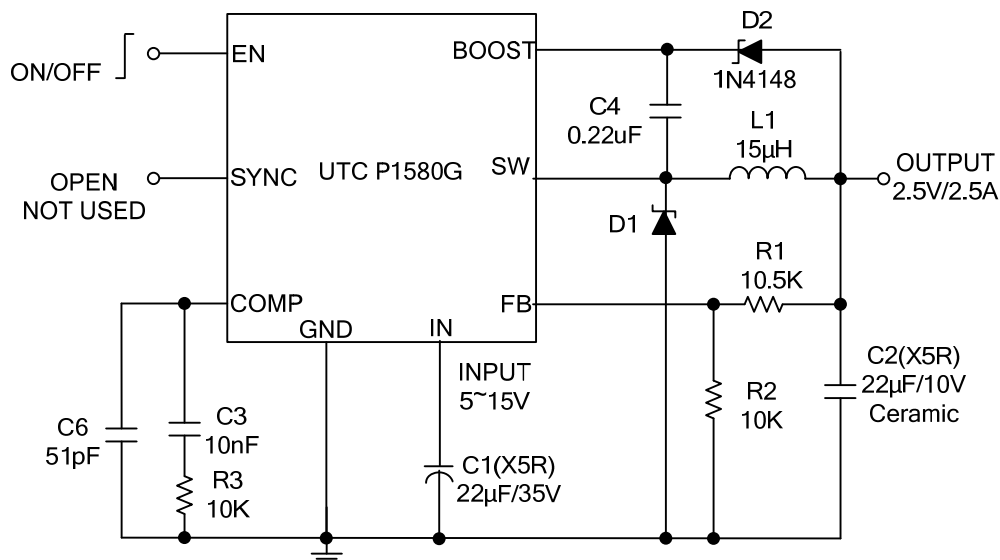 D2
1N4148
EN
BOOST
ON/OFF
C4
0.22uF
L1
15µH
UTC P1580G
SW
OUTPUT
2.5V/2.5A
SYNC
OPEN
NOT USED
D1
R1
10.5K
COMP
FB
GND
IN
INPUT
5~15V
C2(X5R)
22µF/10V
Ceramic
R2
10K
C6
51pF
C3
10nF
R3
10K
C1(X5R)
22µF/35V